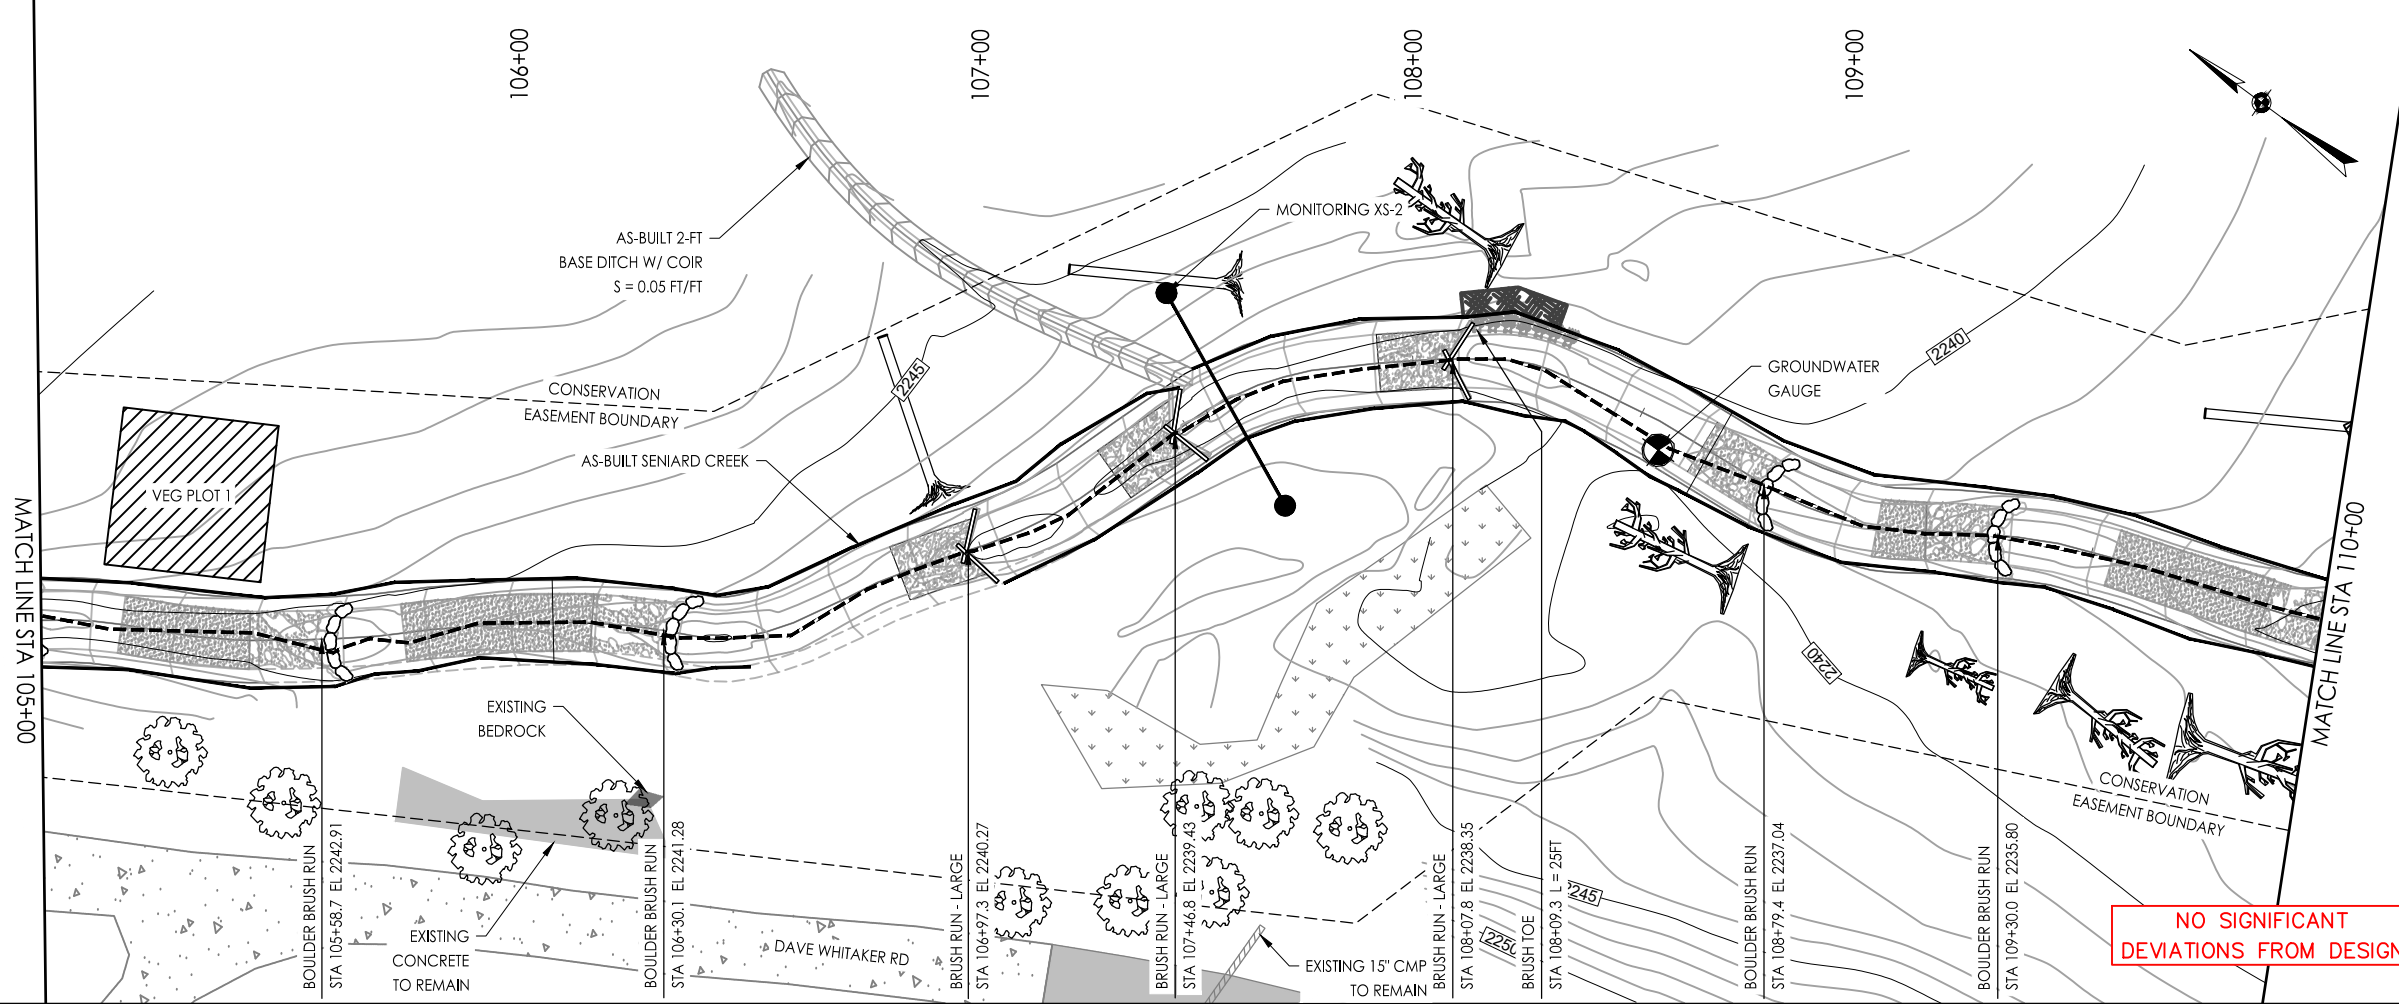 106+00
107+00
108+00
109+00
AS-BUILT 2-FT
BASE DITCH W/ COIR
S = 0.05 FT/FT
MONITORING XS-2
GROUNDWATER
GAUGE
2240
2245
CONSERVATION
EASEMENT BOUNDARY
AS-BUILT SENIARD CREEK
VEG PLOT 1
MATCH LINE STA 105+00
MATCH LINE STA 110+00
2240
EXISTING
BEDROCK
CONSERVATION
EASEMENT BOUNDARY
BOULDER BRUSH RUN
STA 105+58.7 EL 2242.91
BOULDER BRUSH RUN
STA 106+30.1 EL 2241.28
BRUSH RUN - LARGE
STA 106+97.3 EL 2240.27
BRUSH RUN - LARGE
STA 107+46.8 EL 2239.43
BRUSH RUN - LARGE
STA 108+07.8 EL 2238.35
BRUSH TOE
STA 108+09.3 L = 25FT
BOULDER BRUSH RUN
STA 108+79.4 EL 2237.04
BOULDER BRUSH RUN
STA 109+30.0 EL 2235.80
2245
2250
EXISTING
CONCRETE
TO REMAIN
DAVE WHITAKER RD
EXISTING 15" CMP
TO REMAIN
NO SIGNIFICANT
DEVIATIONS FROM DESIGN